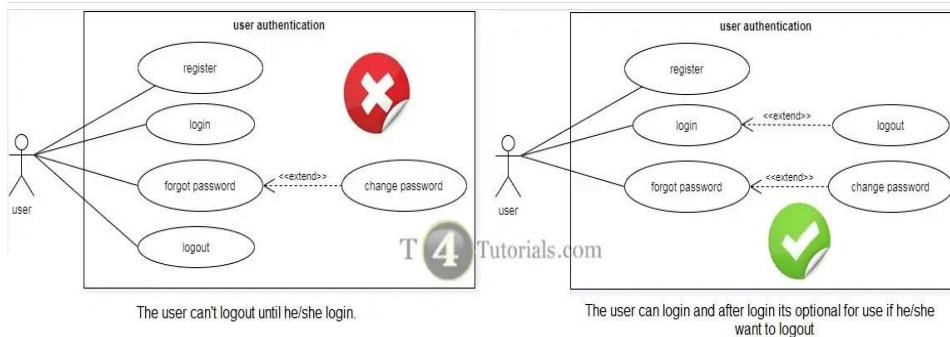 user authentication
register
login
forgot password
<<extend>>
change password
logout
user
The user can't logout until he/she login.
T4Tutorials.com
user authentication
register
login
<<extend>>
logout
forgot password
<<extend>>
change password
user
The user can login and after login its optional for use if he/she
want to logout